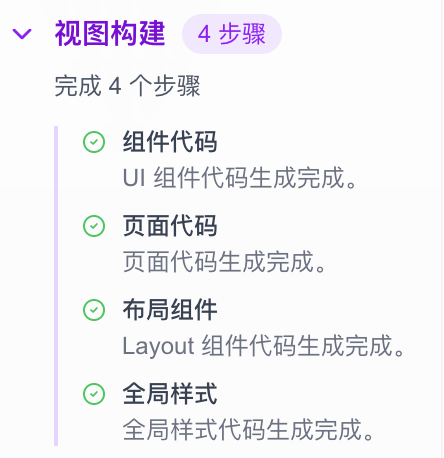 视图构建 4 步骤
完成 4 个步骤
组件代码
UI 组件代码生成完成。
页面代码
页面代码生成完成。
布局组件
Layout 组件代码生成完成。
全局样式
全局样式代码生成完成。